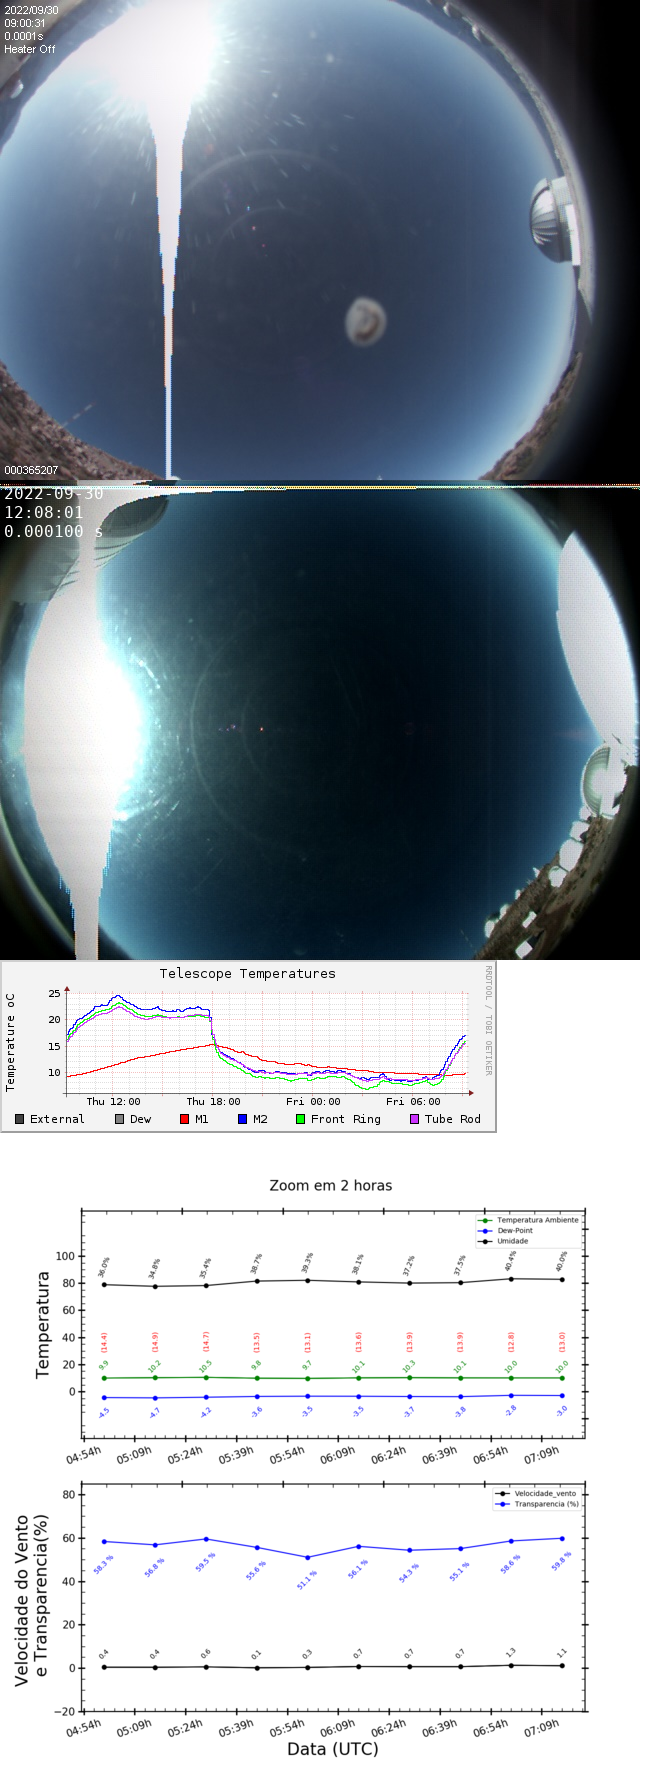 2022/09/30
09:00:31
0.0001s
Heater Off
000365207
2022-09-30
12:08:01
0.000100 s
Telescope Temperatures
RRDTOOL / TOBI OETIKER
Temperature oC
25
20
15
10
Thu 12:00 Thu 18:00 Fri 00:00 Fri 06:00
External Dew M1 M2 Front Ring Tube Rod
Zoom em 2 horas
Temperatura Ambiente
Dew-Point
Umidade
Temperatura
100
80
60
40
20
0
36.0% 34.8% 35.4% 38.7% 39.3% 38.1% 37.2% 37.5% 40.4% 40.0%
(14.4) (14.9) (14.7) (13.5) (13.1) (13.6) (13.9) (13.9) (12.8) (13.0)
9.9 10.2 10.5 9.8 9.7 10.1 10.3 10.1 10.0 10.0
-4.5 -4.7 -4.2 -3.6 -3.5 -3.5 -3.7 -3.8 -2.8 -3.0
04:54h 05:09h 05:24h 05:39h 05:54h 06:09h 06:24h 06:39h 06:54h 07:09h
Velocidade_vento
Transparencia (%)
Velocidade do Vento
e Transparencia(%)
80
60
40
20
0
−20
58.3 % 56.8 % 59.5 % 55.6 % 51.1 % 56.1 % 54.3 % 55.1 % 58.6 % 59.8 %
0.4 0.4 0.6 0.1 0.3 0.7 0.7 0.7 1.3 1.1
04:54h 05:09h 05:24h 05:39h 05:54h 06:09h 06:24h 06:39h 06:54h 07:09h
Data (UTC)